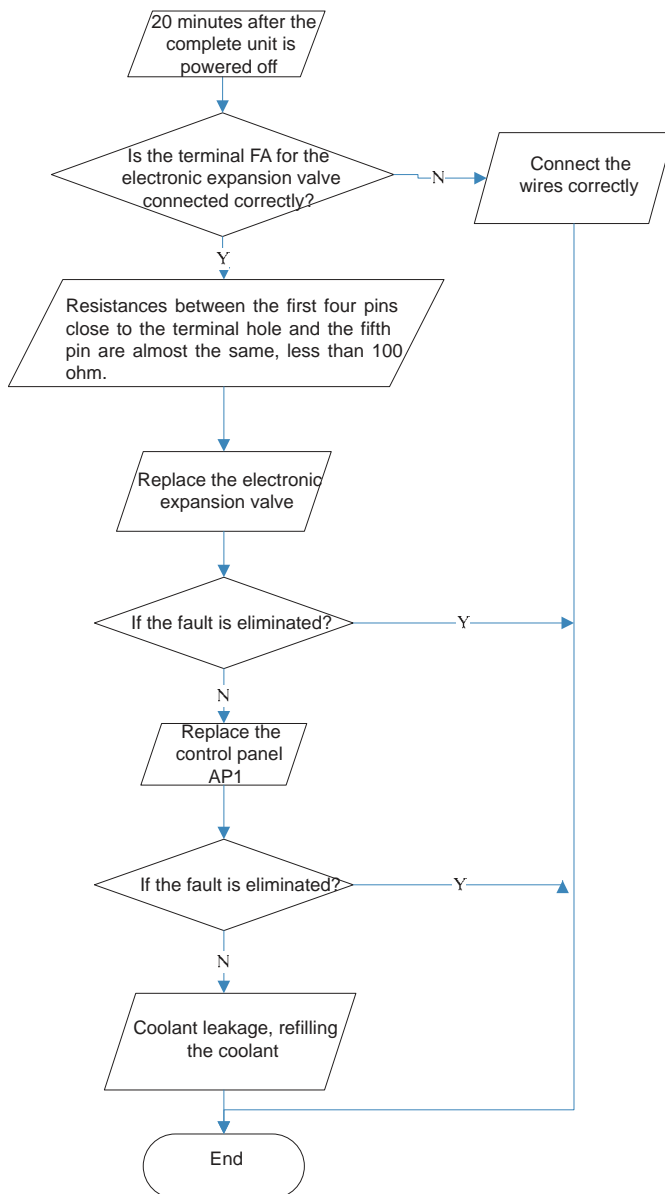 20 minutes after the
complete unit is
powered off
Is the terminal FA for the
electronic expansion valve
connected correctly?
N
Connect the
wires correctly
Y
Resistances between the first four pins
close to the terminal hole and the fifth
pin are almost the same, less than 100
ohm.
Replace the electronic
expansion valve
If the fault is eliminated?
Y
N
Replace the
control panel
AP1
If the fault is eliminated?
Y
N
Coolant leakage, refilling
the coolant
End